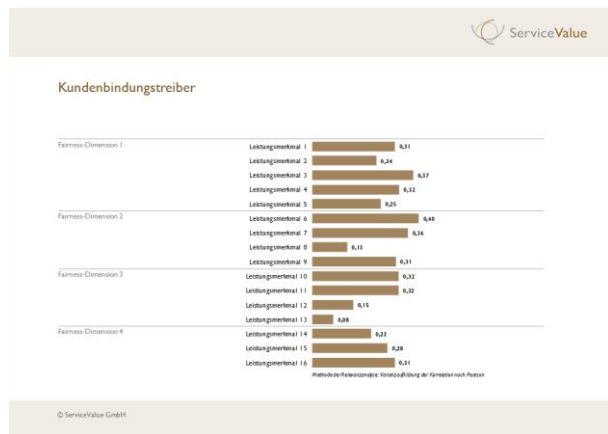 ServiceValue
Kundenbindungstreiber
Fairness-Dimension 1
Leistungsmerkmal 1 0,31
Leistungsmerkmal 2 0,24
Leistungsmerkmal 3 0,37
Leistungsmerkmal 4 0,32
Leistungsmerkmal 5 0,25
Fairness-Dimension 2
Leistungsmerkmal 6 0,40
Leistungsmerkmal 7 0,36
Leistungsmerkmal 8 0,13
Leistungsmerkmal 9 0,31
Fairness-Dimension 3
Leistungsmerkmal 10 0,32
Leistungsmerkmal 11 0,32
Leistungsmerkmal 12 0,15
Leistungsmerkmal 13 0,08
Fairness-Dimension 4
Leistungsmerkmal 14 0,22
Leistungsmerkmal 15 0,28
Leistungsmerkmal 16 0,31
Methode der Relevanzanalyse: der Korrelation nach Pearson
© ServiceValue GmbH